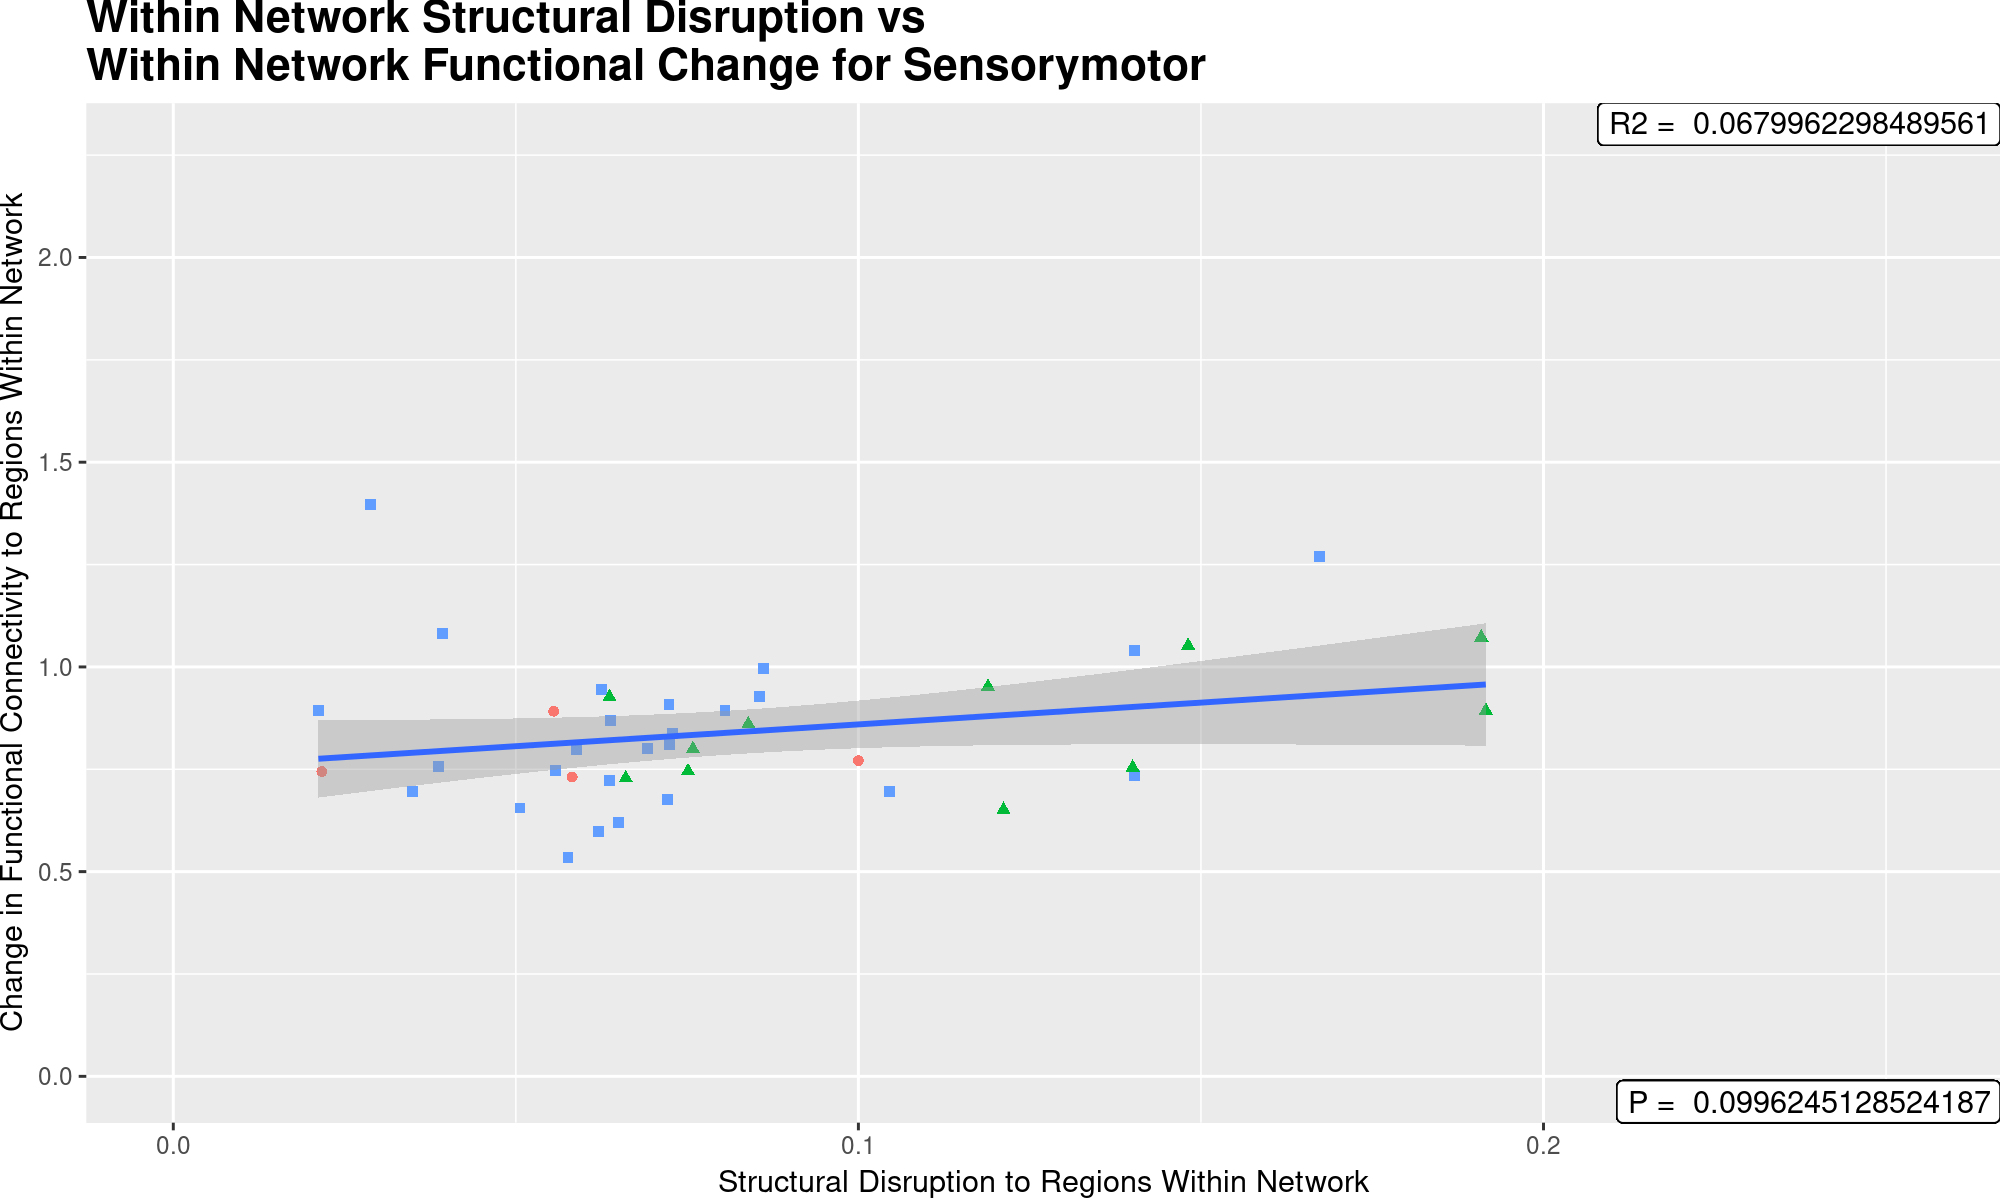 Within Network Structural Disruption vs
Within Network Functional Change for Sensorymotor
R2 = 0.0679962298489561
Change in Functional Connectivity to Regions Within Network
2.0
1.5
1.0
0.5
0.0
P = 0.0996245128524187
0.0
0.1
0.2
Structural Disruption to Regions Within Network